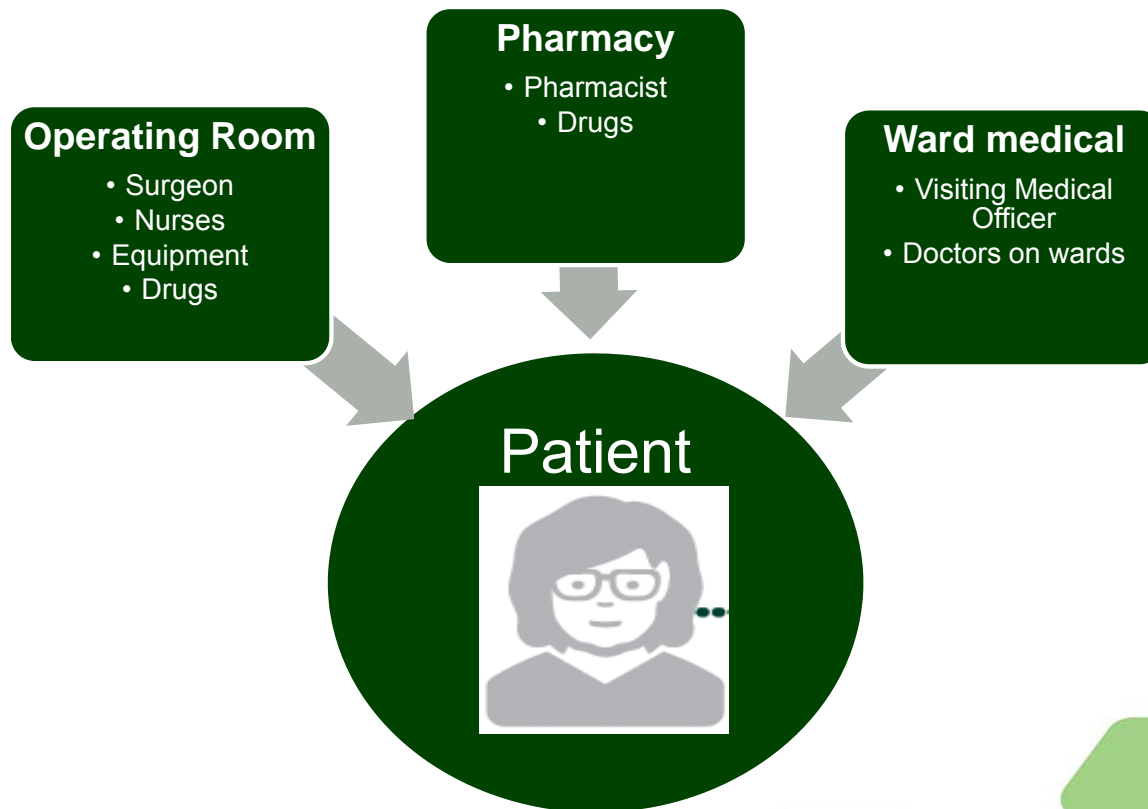 Operating Room
• Surgeon
• Nurses
• Equipment
• Drugs
Pharmacy
• Pharmacist
• Drugs
Ward medical
• Visiting Medical
Officer
• Doctors on wards
Patient